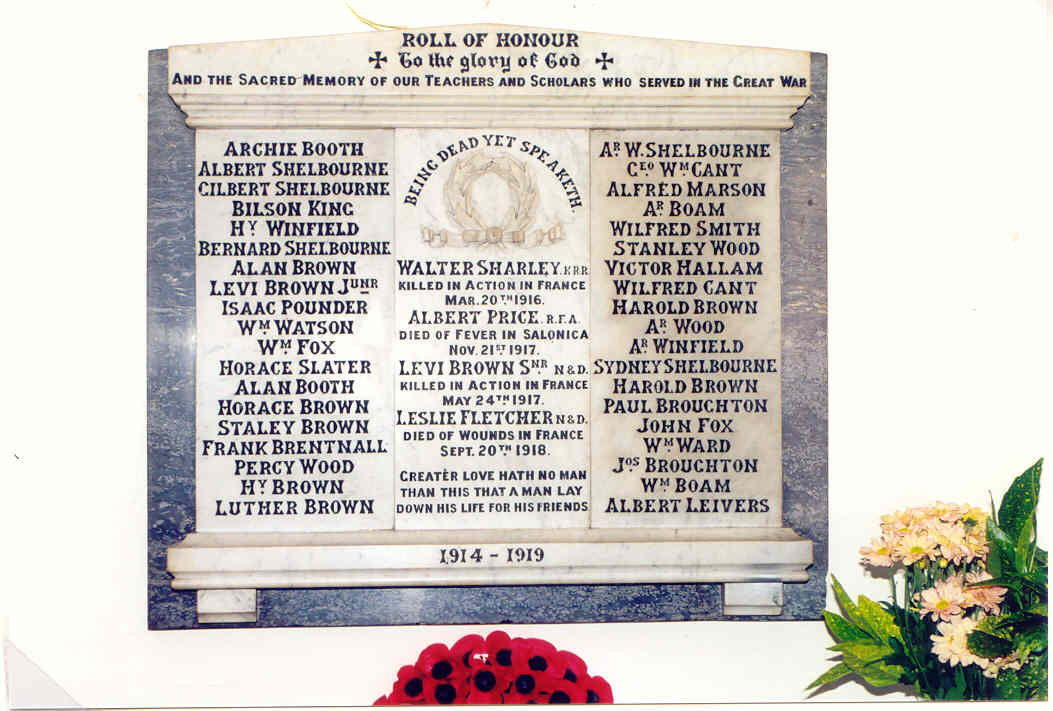 ROLL OF HONOUR
To the glory of God
AND THE SACRED MEMORY OF OUR TEACHERS AND SCHOLARS WHO SERVED IN THE GREAT WAR
ARCHIE BOOTH
ALBERT SHELBOURNE
GILBERT SHELBOURNE
BILSON KING
HY WINFIELD
BERNARD SHELBOURNE
ALAN BROWN
LEVI BROWN JUNR
ISAAC POUNDER
WM WATSON
WM FOX
HORACE SLATER
ALAN BOOTH
HORACE BROWN
STALEY BROWN
FRANK BRENTNALL
PERCY WOOD
HY BROWN
LUTHER BROWN
BEING DEAD YET SPEAKETH.
WALTER SHARLEY. K.R.R.
KILLED IN ACTION IN FRANCE
MAR. 20TH 1916.
ALBERT PRICE. R.F.A.
DIED OF FEVER IN SALONICA
NOV. 21ST 1917.
LEVI BROWN SNR N&D.
KILLED IN ACTION IN FRANCE
MAY 24TH 1917.
LESLIE FLETCHER N&D.
DIED OF WOUNDS IN FRANCE
SEPT. 20TH 1918.
GREATER LOVE HATH NO MAN
THAN THIS THAT A MAN LAY
DOWN HIS LIFE FOR HIS FRIENDS.
AR W. SHELBOURNE
GEO WM GANT
ALFRED MARSON
AR BOAM
WILFRED SMITH
STANLEY WOOD
VICTOR HALLAM
WILFRED GANT
HAROLD BROWN
AR WOOD
AR WINFIELD
SYDNEY SHELBOURNE
HAROLD BROWN
PAUL BROUGHTON
JOHN FOX
WM WARD
JOS BROUGHTON
WM BOAM
ALBERT LEIVERS
1914 - 1919